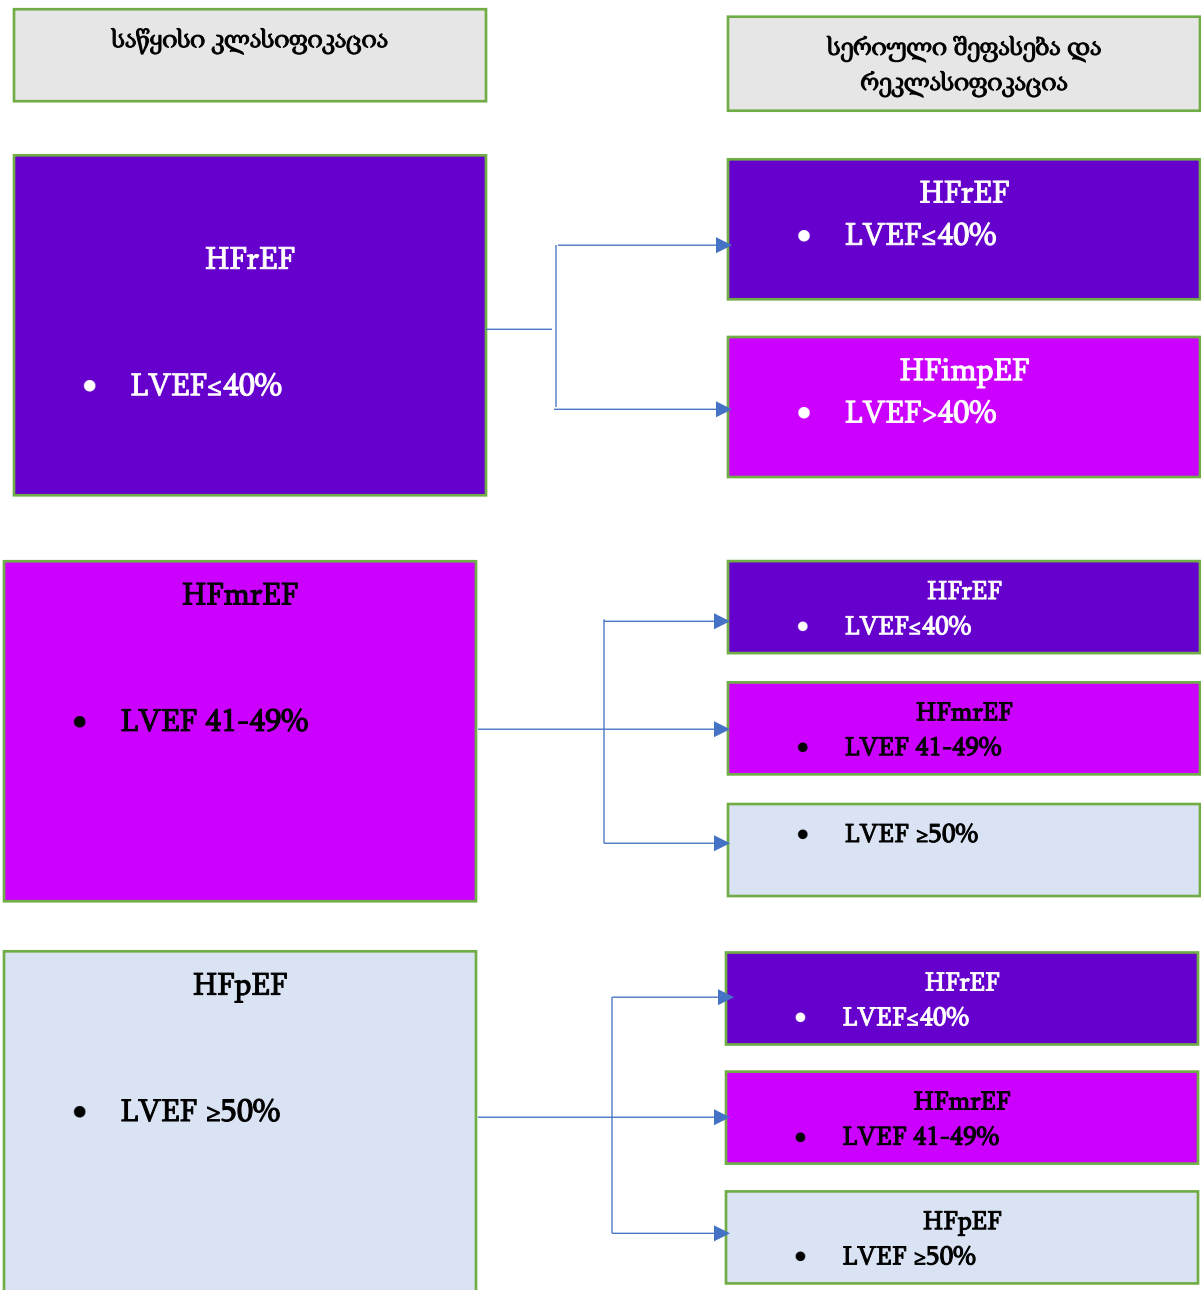 საწყისი კლასიფიკაცია
სერიული შეფასება და
რეკლასიფიკაცია
HFrEF
• LVEF≤40%
HFrEF
• LVEF≤40%
HFimpEF
• LVEF>40%
HFmrEF
• LVEF 41-49%
HFrEF
• LVEF≤40%
HFmrEF
• LVEF 41-49%
• LVEF ≥50%
HFpEF
• LVEF ≥50%
HFrEF
• LVEF≤40%
HFmrEF
• LVEF 41-49%
HFpEF
• LVEF ≥50%